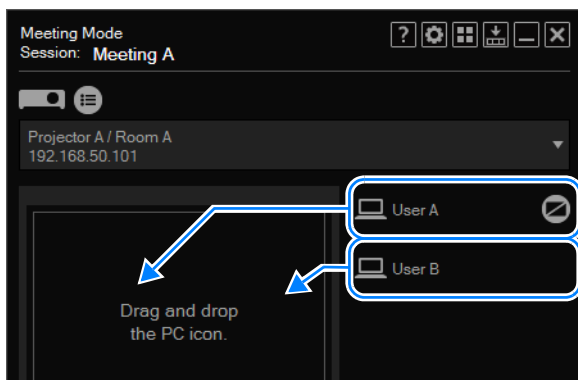 Meeting Mode
Session: Meeting A
Projector A / Room A
192.168.50.101
User A
User B
Drag and drop
the PC icon.